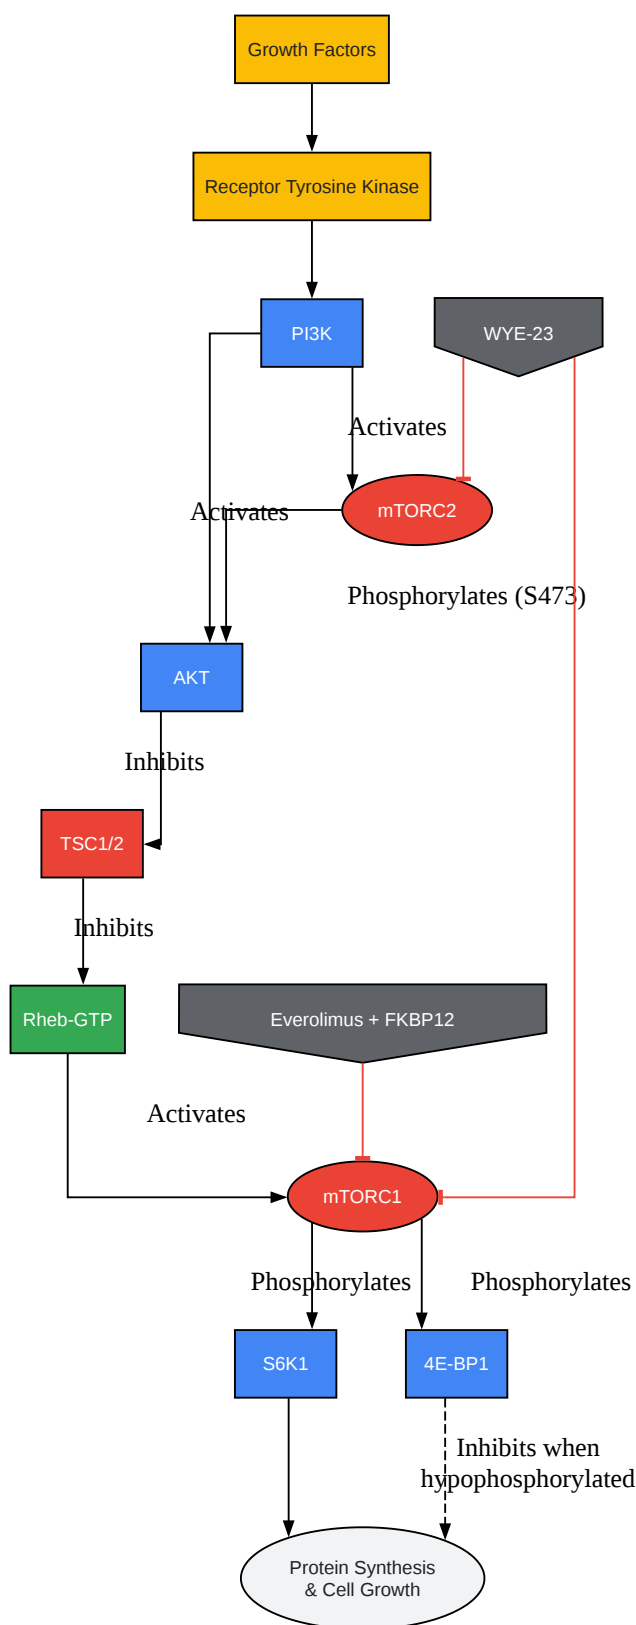 Growth Factors
Receptor Tyrosine Kinase
PI3K
WYE-23
Activates
mTORC2
Activates
Phosphorylates (S473)
AKT
Inhibits
TSC1/2
Inhibits
Rheb-GTP
Everolimus + FKBP12
Activates
mTORC1
Phosphorylates
Phosphorylates
S6K1
4E-BP1
Inhibits when
hypophosphorylated
Protein Synthesis
& Cell Growth